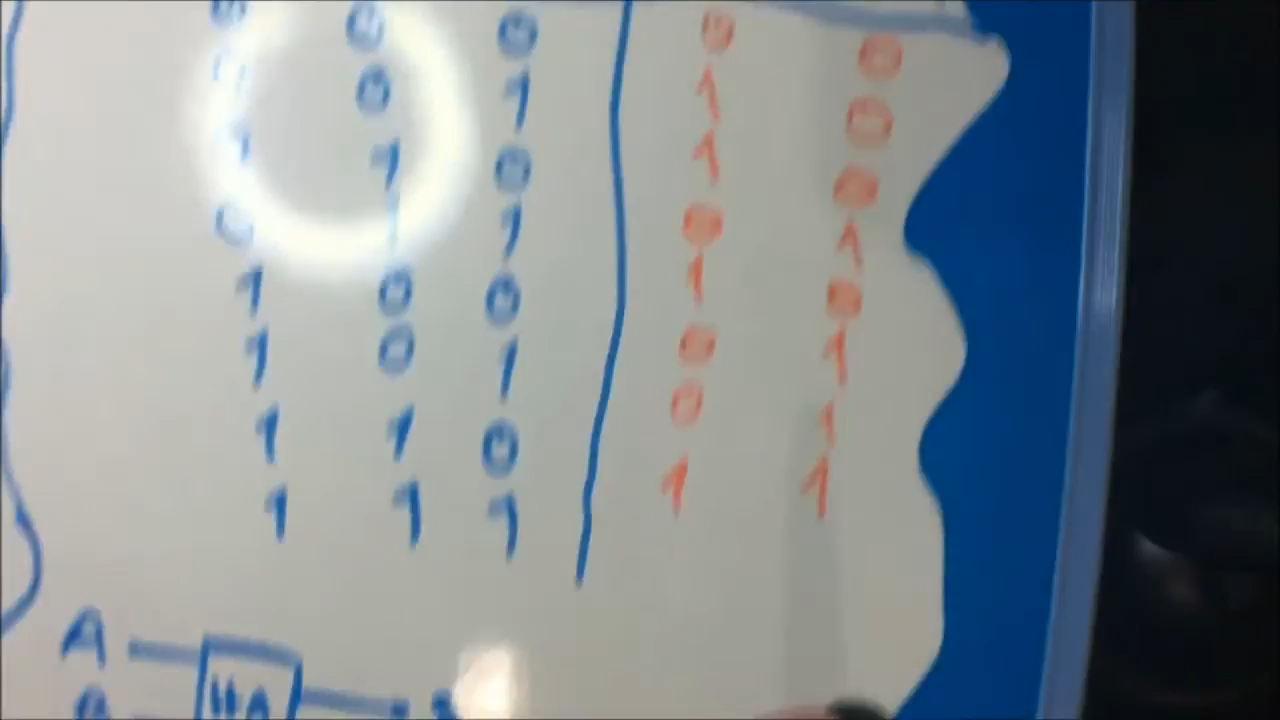 0 0 0 0 0
0 1 1 0
1 0 1 0
0 1 0 1
1 0 0 1 0
1 0 1 0 1
1 1 0 0 1
1 1 1 1 1
A HA